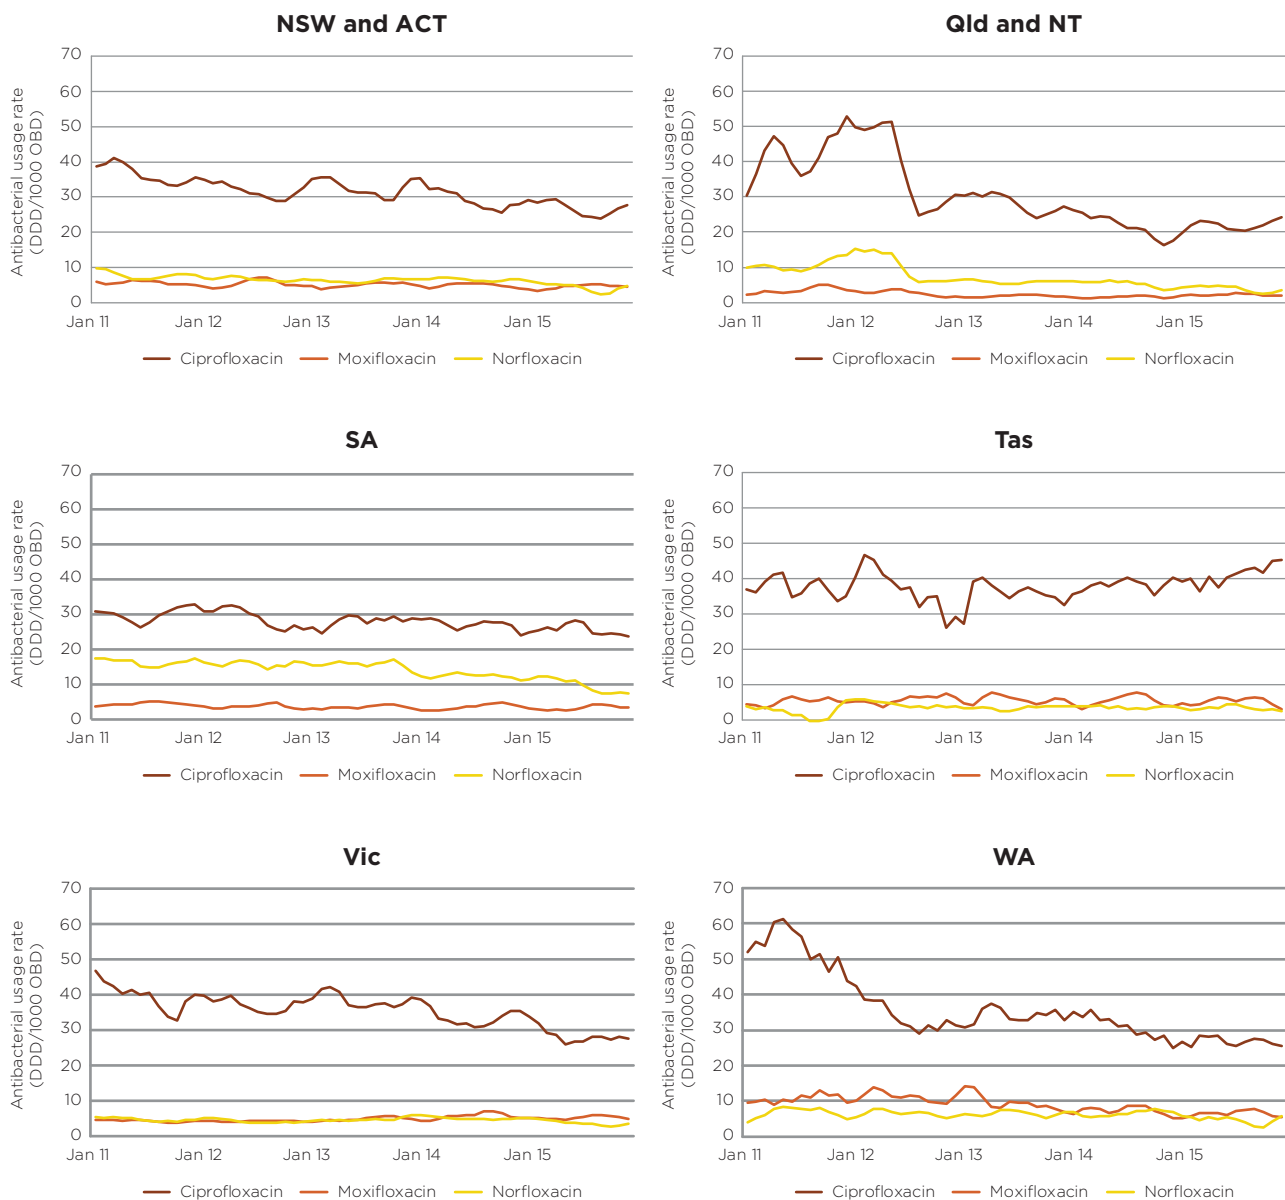 NSW and ACT
Antibacterial usage rate
(DDD/1000 OBD)
70
60
50
40
30
20
10
0
Jan 11 Jan 12 Jan 13 Jan 14 Jan 15
Ciprofloxacin Moxifloxacin Norfloxacin
Qld and NT
Antibacterial usage rate
(DDD/1000 OBD)
70
60
50
40
30
20
10
0
Jan 11 Jan 12 Jan 13 Jan 14 Jan 15
Ciprofloxacin Moxifloxacin Norfloxacin
SA
Antibacterial usage rate
(DDD/1000 OBD)
70
60
50
40
30
20
10
0
Jan 11 Jan 12 Jan 13 Jan 14 Jan 15
Ciprofloxacin Moxifloxacin Norfloxacin
Tas
Antibacterial usage rate
(DDD/1000 OBD)
70
60
50
40
30
20
10
0
Jan 11 Jan 12 Jan 13 Jan 14 Jan 15
Ciprofloxacin Moxifloxacin Norfloxacin
Vic
Antibacterial usage rate
(DDD/1000 OBD)
70
60
50
40
30
20
10
0
Jan 11 Jan 12 Jan 13 Jan 14 Jan 15
Ciprofloxacin Moxifloxacin Norfloxacin
WA
Antibacterial usage rate
(DDD/1000 OBD)
70
60
50
40
30
20
10
0
Jan 11 Jan 12 Jan 13 Jan 14 Jan 15
Ciprofloxacin Moxifloxacin Norfloxacin